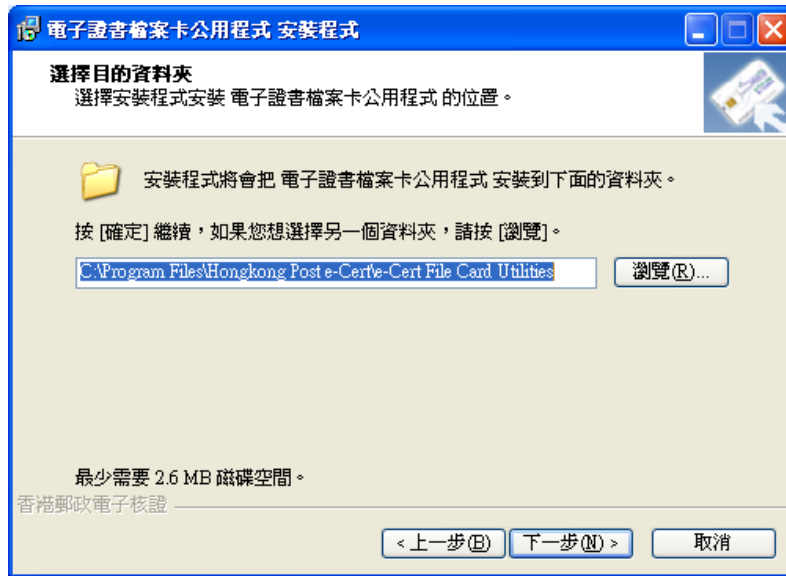 電子證書檔案卡公用程式 安裝程式
選擇目的資料夾
選擇安裝程式安裝 電子證書檔案卡公用程式 的位置。
安裝程式將會把 電子證書檔案卡公用程式 安裝到下面的資料夾。
按 [確定] 繼續，如果您想選擇另一個資料夾，請按 [瀏覽]。
C:\Program Files\Hongkong Post e-Cert\e-Cert File Card Utilities
瀏覽(R)...
最少需要 2.6 MB 磁碟空間。
香港郵政電子核證
< 上一步(B) 下一步(N) > 取消